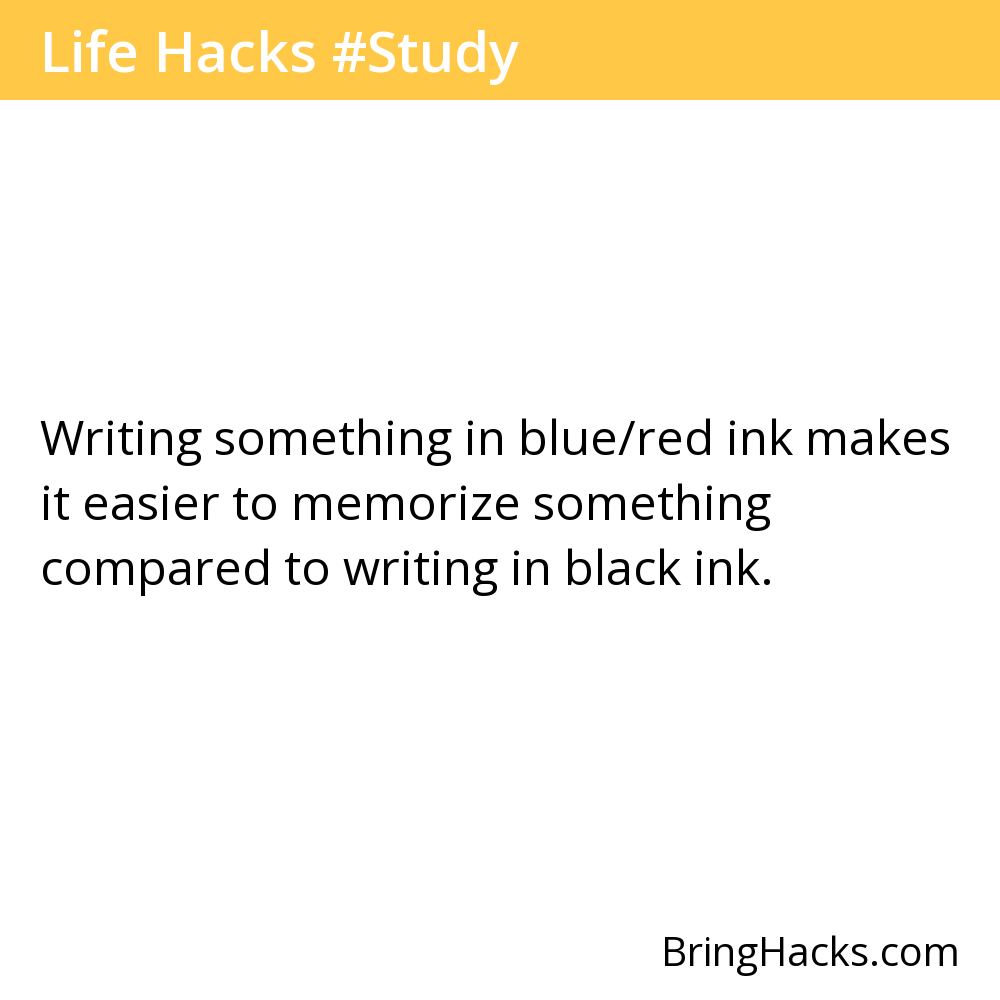 Life Hacks #Study
Writing something in blue/red ink makes
it easier to memorize something
compared to writing in black ink.
BringHacks.com